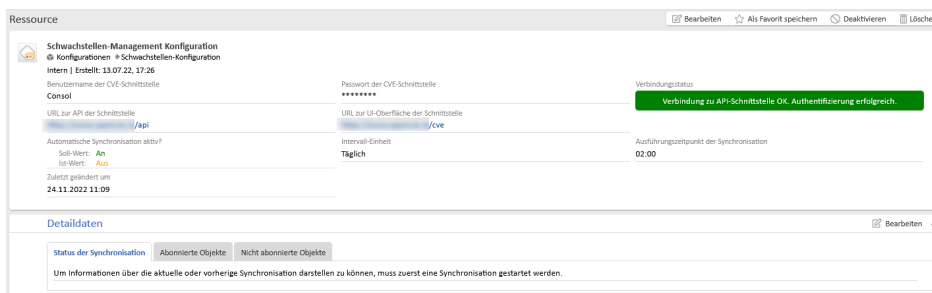 Ressource
Bearbeiten Als Favorit speichern Deaktivieren Lösche
Schwachstellen-Management Konfiguration
Konfigurationen Schwachstellen-Konfiguration
Intern | Erstellt: 13.07.22, 17:26
Benutzername der CVE-Schnittstelle Passwort der CVE-Schnittstelle Verbindungsstatus
Consol ******** Verbindung zu API-Schnittstelle OK. Authentifizierung erfolgreich.
URL zur API der Schnittstelle URL zur UI-Oberfläche der Schnittstelle
/api /cve
Automatische Synchronisation aktiv? Intervall-Einheit Ausführungszeitpunkt der Synchronisation
Soll-Wert: An Täglich 02:00
Ist-Wert: Aus
Zuletzt geändert um
24.11.2022 11:09
Detaildaten Bearbeiten
Status der Synchronisation Abonnierte Objekte Nicht abonnierte Objekte
Um Informationen über die aktuelle oder vorherige Synchronisation darstellen zu können, muss zuerst eine Synchronisation gestartet werden.